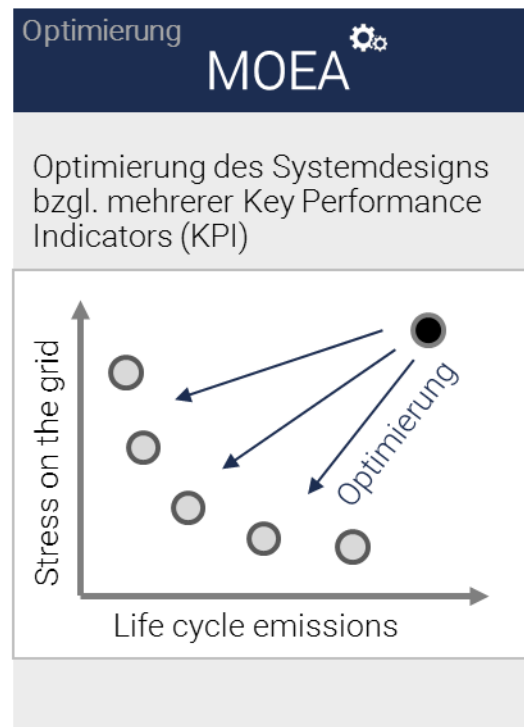 Optimierung
MOEA
Optimierung des Systemdesigns
bzgl. mehrerer Key Performance
Indicators (KPI)
Stress on the grid
Optimierung
Life cycle emissions